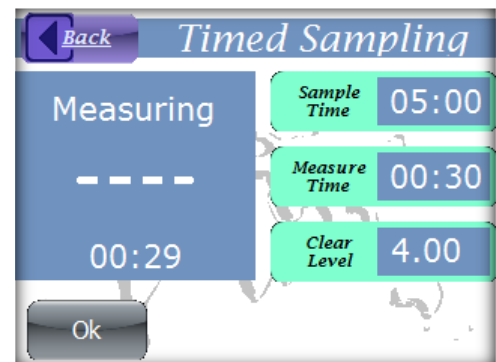 Back
Timed Sampling
Measuring
----
00:29
Sample
Time
05:00
Measure
Time
00:30
Clear
Level
4.00
Ok